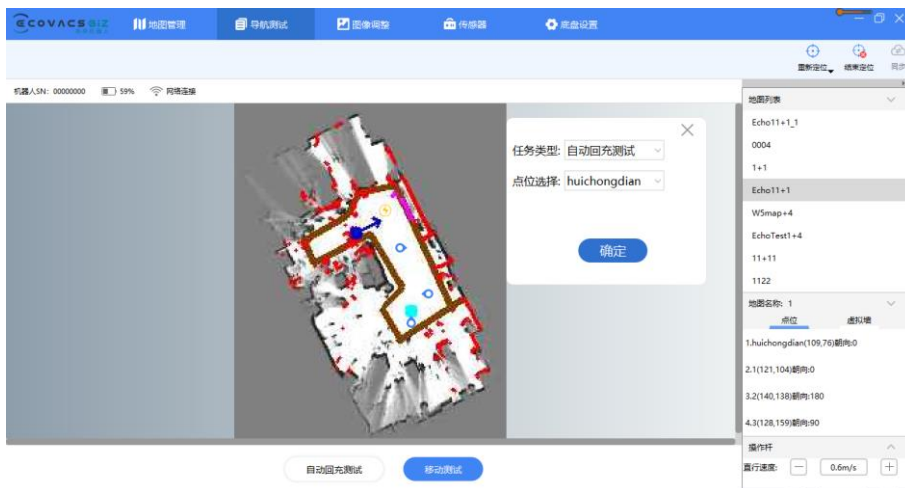 ECOVACS BIZ 地图管理 导航测试 图像调整 传感器 底盘设置
重新定位 结束定位 同步
机器人SN: 00000000 59% 网络连接
任务类型: 自动回充测试
点位选择: huichongdian
确定
自动回充测试 移动测试
地图列表
Echo11+1_1
0004
1+1
Echo11+1
W5map+4
EchoTest1+4
11+11
1122
地图名称: 1
点位 虚拟墙
1.huichongdian(109,76)朝向:0
2.1(121,104)朝向:0
3.2(140,138)朝向:180
4.3(128,159)朝向:90
操作杆
直行速度: 0.6m/s